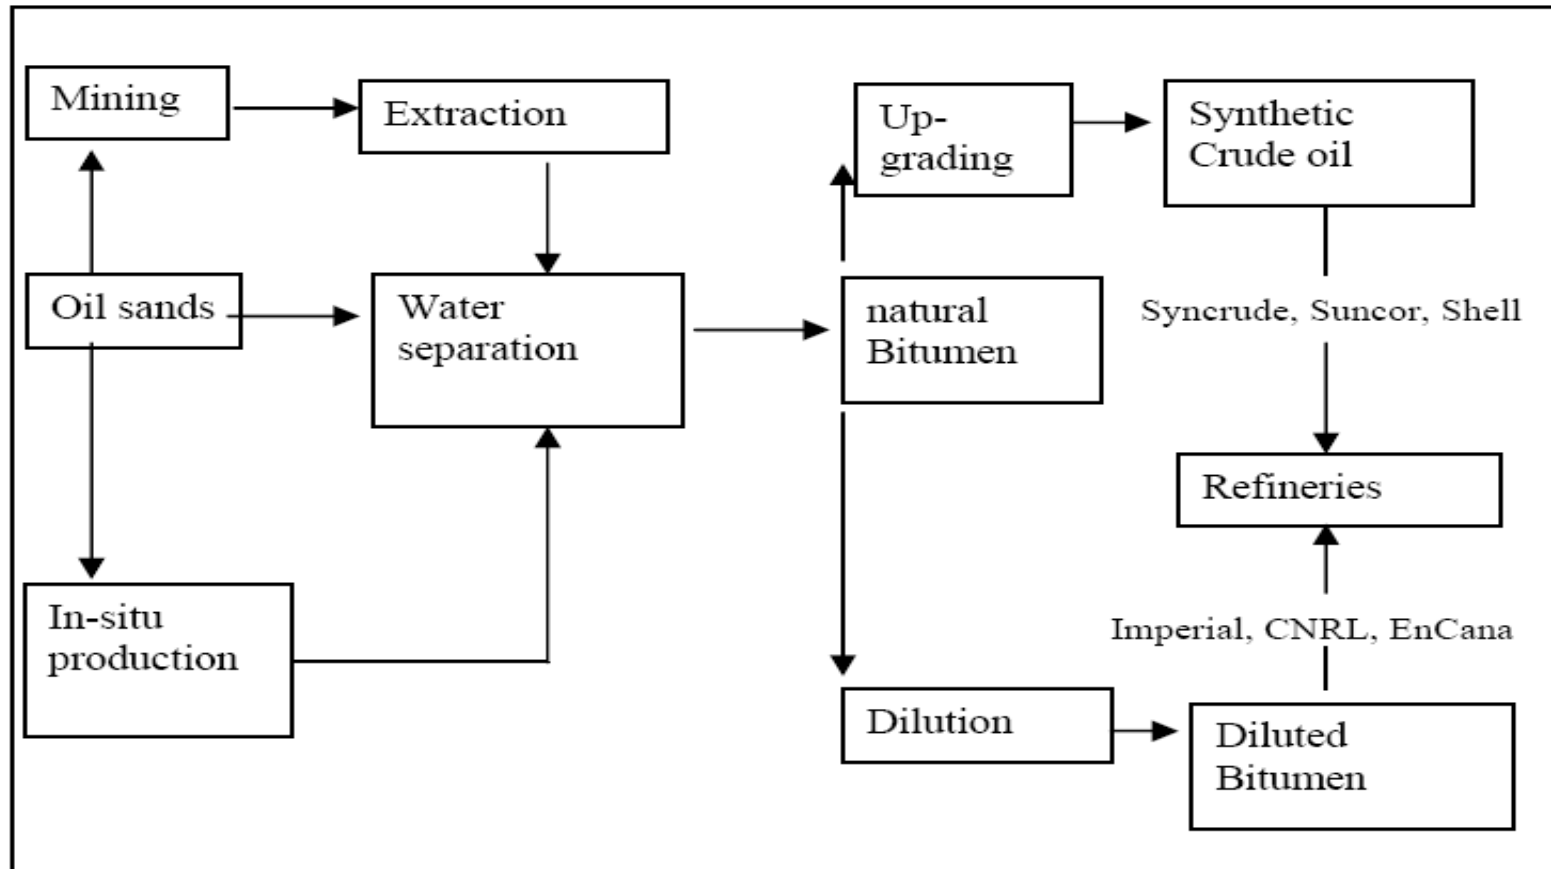 Mining
Extraction
Up-
grading
Synthetic
Crude oil
Oil sands
Water
separation
natural
Bitumen
Syncrude, Suncor, Shell
Refineries
In-situ
production
Imperial, CNRL, EnCana
Dilution
Diluted
Bitumen